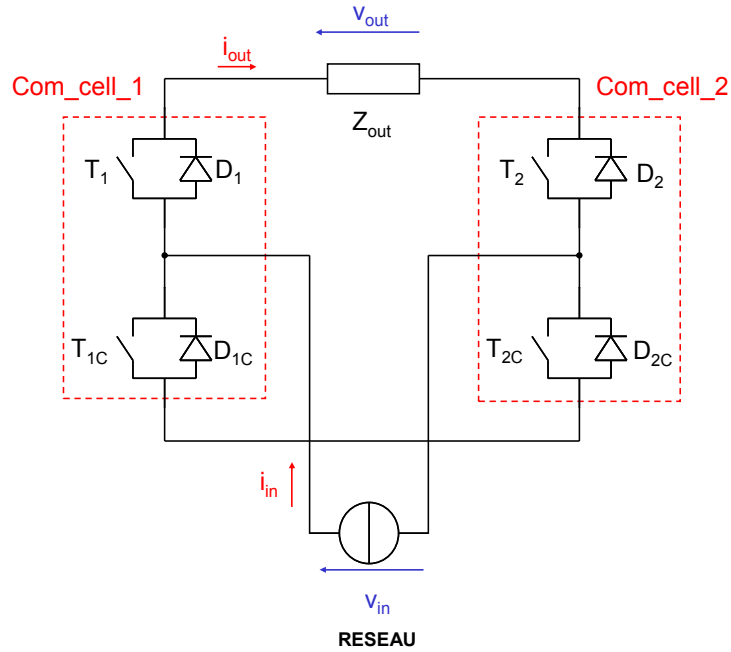 v_out
i_out
Com_cell_1
Com_cell_2
Z_out
T_1
D_1
T_2
D_2
T_1C
D_1C
T_2C
D_2C
i_in
v_in
RESEAU